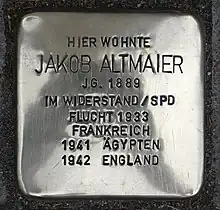 HIER WOHNTE
JAKOB ALTMAIER
JG. 1889
IM WIDERSTAND/SPD
FLUCHT 1933
FRANKREICH
1941 ÄGYPTEN
1942 ENGLAND